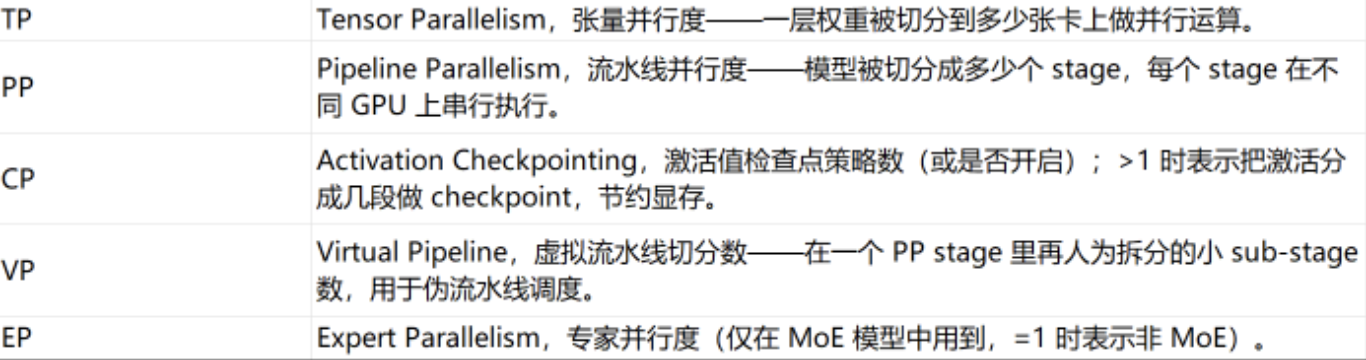 TP
Tensor Parallelism，张量并行度——一层权重被切分到多少张卡上做并行运算。
PP
Pipeline Parallelism，流水线并行度——模型被切分成多少个 stage，每个 stage 在不
同 GPU 上串行执行。
CP
Activation Checkpointing，激活值检查点策略数（或是否开启）；>1 时表示把激活分
成几段做 checkpoint，节约显存。
VP
Virtual Pipeline，虚拟流水线切分数——在一个 PP stage 里再人为拆分的小 sub-stage
数，用于伪流水线调度。
EP
Expert Parallelism，专家并行度（仅在 MoE 模型中用到，=1 时表示非 MoE）。